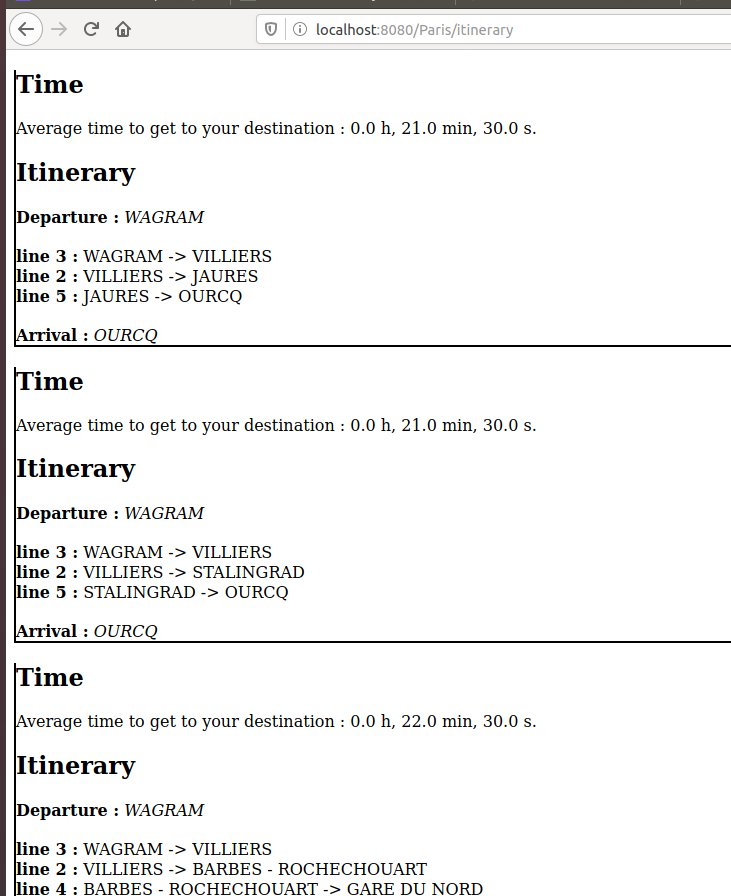 localhost:8080/Paris/itinerary
Time
Average time to get to your destination : 0.0 h, 21.0 min, 30.0 s.
Itinerary
Departure : WAGRAM
line 3 : WAGRAM -> VILLIERS
line 2 : VILLIERS -> JAURES
line 5 : JAURES -> OURCQ
Arrival : OURCQ
Time
Average time to get to your destination : 0.0 h, 21.0 min, 30.0 s.
Itinerary
Departure : WAGRAM
line 3 : WAGRAM -> VILLIERS
line 2 : VILLIERS -> STALINGRAD
line 5 : STALINGRAD -> OURCQ
Arrival : OURCQ
Time
Average time to get to your destination : 0.0 h, 22.0 min, 30.0 s.
Itinerary
Departure : WAGRAM
line 3 : WAGRAM -> VILLIERS
line 2 : VILLIERS -> BARBES - ROCHECHOUART
line 4 : BARBES - ROCHECHOUART -> GARE DU NORD